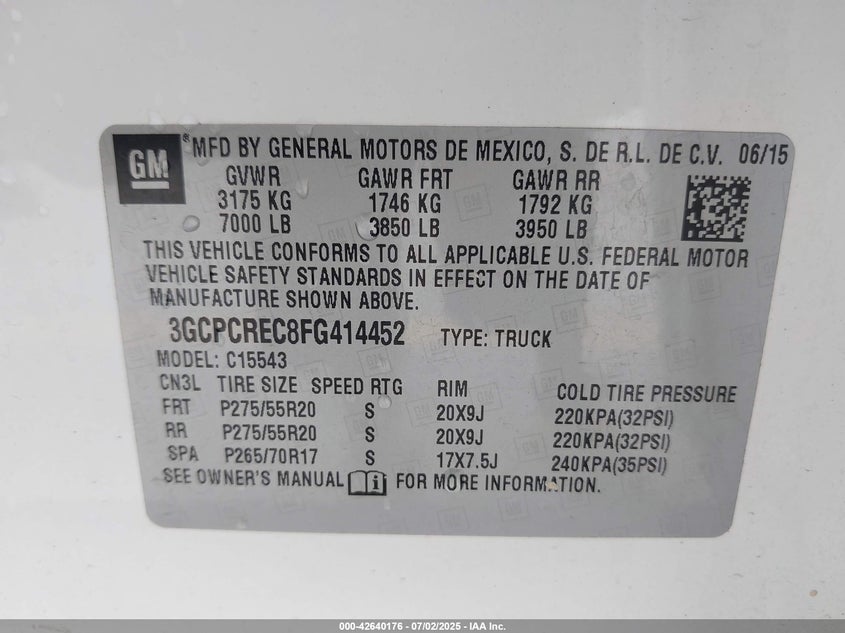 GM ® MFD BY GENERAL MOTORS DE MEXICO, S. DE R.L. DE C.V. 06/15
GVWR GAWR FRT GAWR RR
3175 KG 1746 KG 1792 KG
7000 LB 3850 LB 3950 LB
THIS VEHICLE CONFORMS TO ALL APPLICABLE U.S. FEDERAL MOTOR
VEHICLE SAFETY STANDARDS IN EFFECT ON THE DATE OF
MANUFACTURE SHOWN ABOVE.
3GCPCREC8FG414452 TYPE: TRUCK
MODEL: C15543
CN3L TIRE SIZE SPEED RTG RIM COLD TIRE PRESSURE
FRT P275/55R20 S 20X9J 220KPA(32PSI)
RR P275/55R20 S 20X9J 220KPA(32PSI)
SPA P265/70R17 S 17X7.5J 240KPA(35PSI)
SEE OWNER'S MANUAL i FOR MORE INFORMATION.
000-42640176 - 07/02/2025 - IAA Inc.